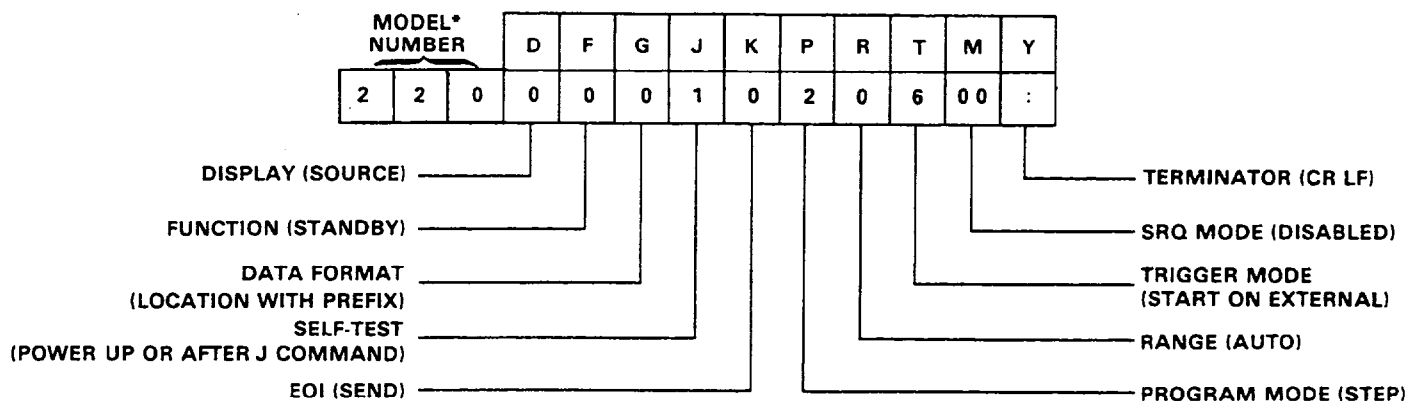 MODEL*
NUMBER
D F G J K P R T M Y
2 2 0 0 0 0 1 0 2 0 6 0 0 :
DISPLAY (SOURCE)
FUNCTION (STANDBY)
DATA FORMAT
(LOCATION WITH PREFIX)
SELF-TEST
(POWER UP OR AFTER J COMMAND)
EOI (SEND)
TERMINATOR (CR LF)
SRQ MODE (DISABLED)
TRIGGER MODE
(START ON EXTERNAL)
RANGE (AUTO)
PROGRAM MODE (STEP)